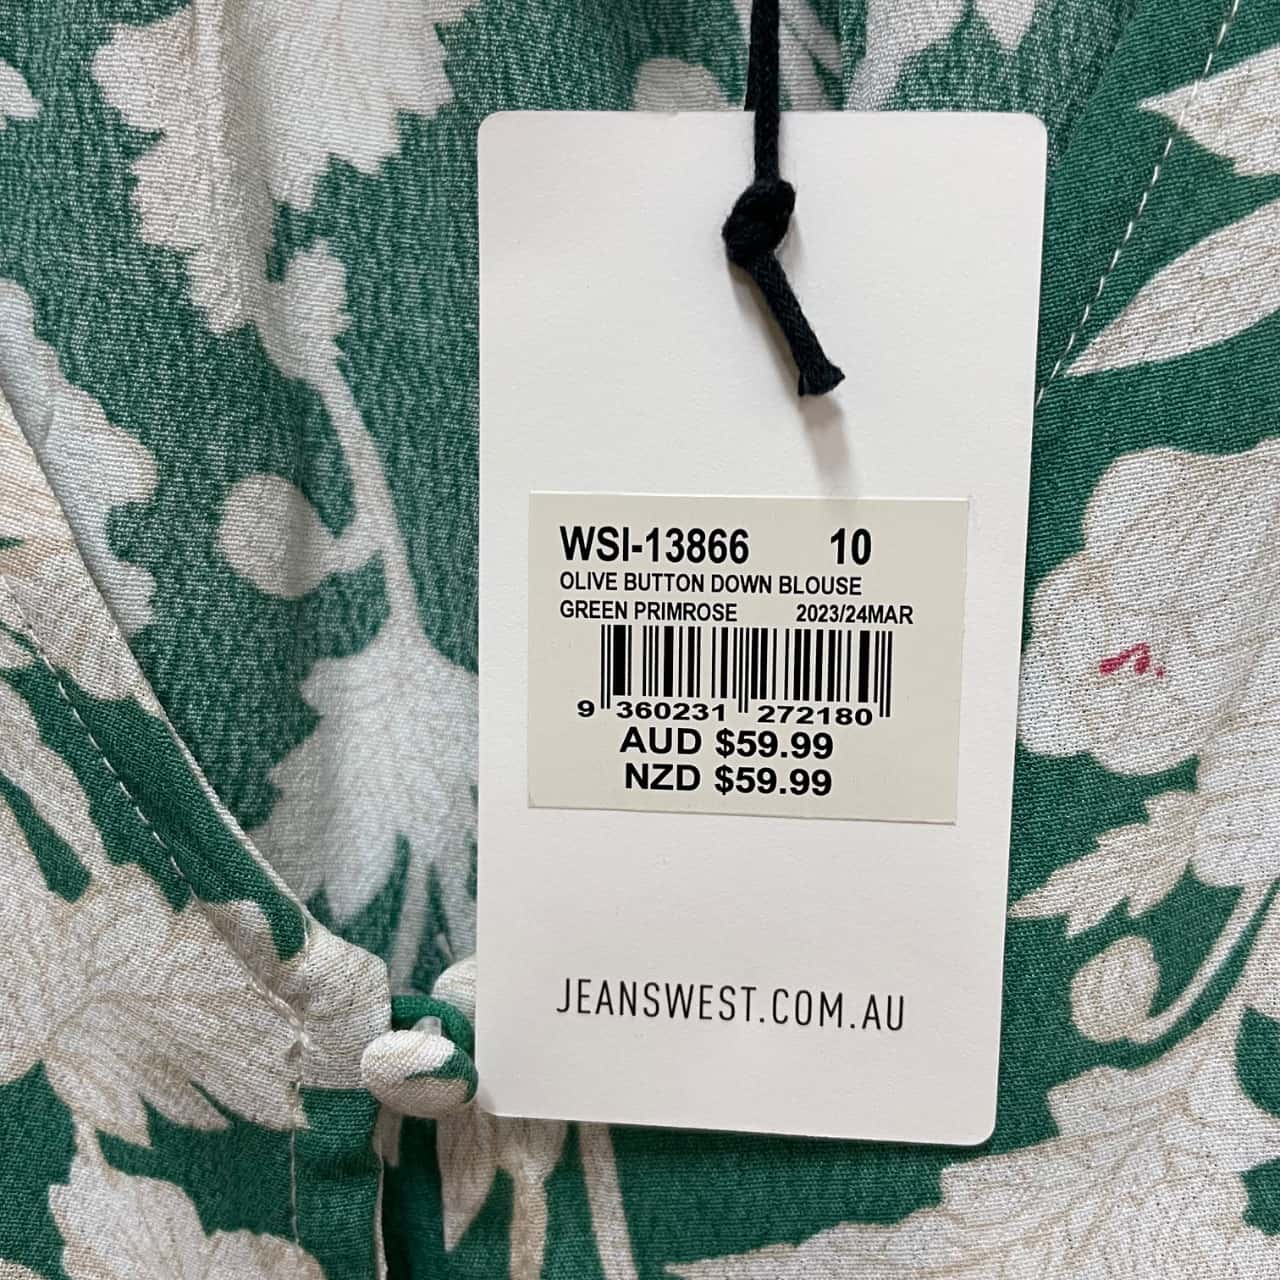 WSI-13866 10
OLIVE BUTTON DOWN BLOUSE
GREEN PRIMROSE 2023/24MAR
9 360231 272180
AUD $59.99
NZD $59.99
JEANSWEST.COM.AU